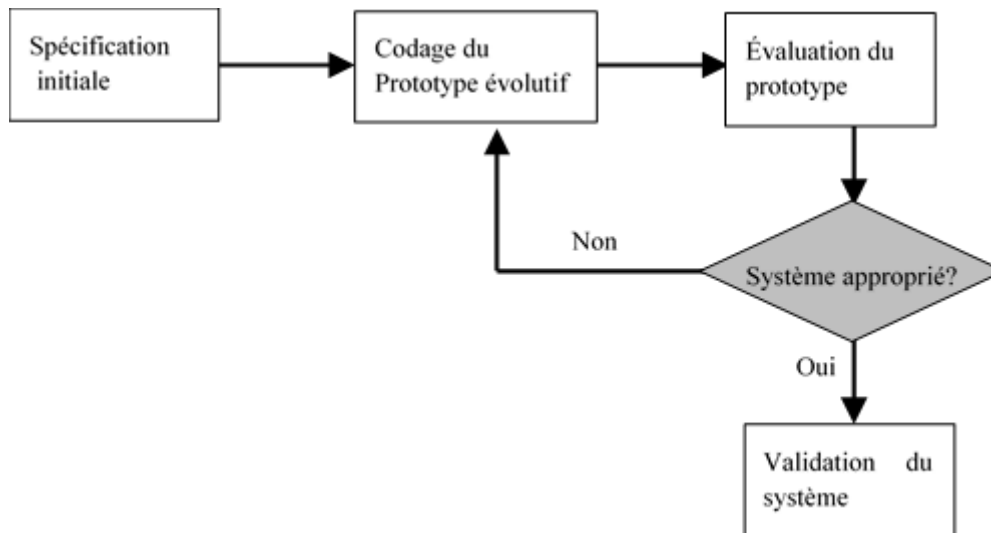 Spécification
initiale
Codage du
Prototype évolutif
Évaluation du
prototype
Non
Système approprié?
Oui
Validation du
système